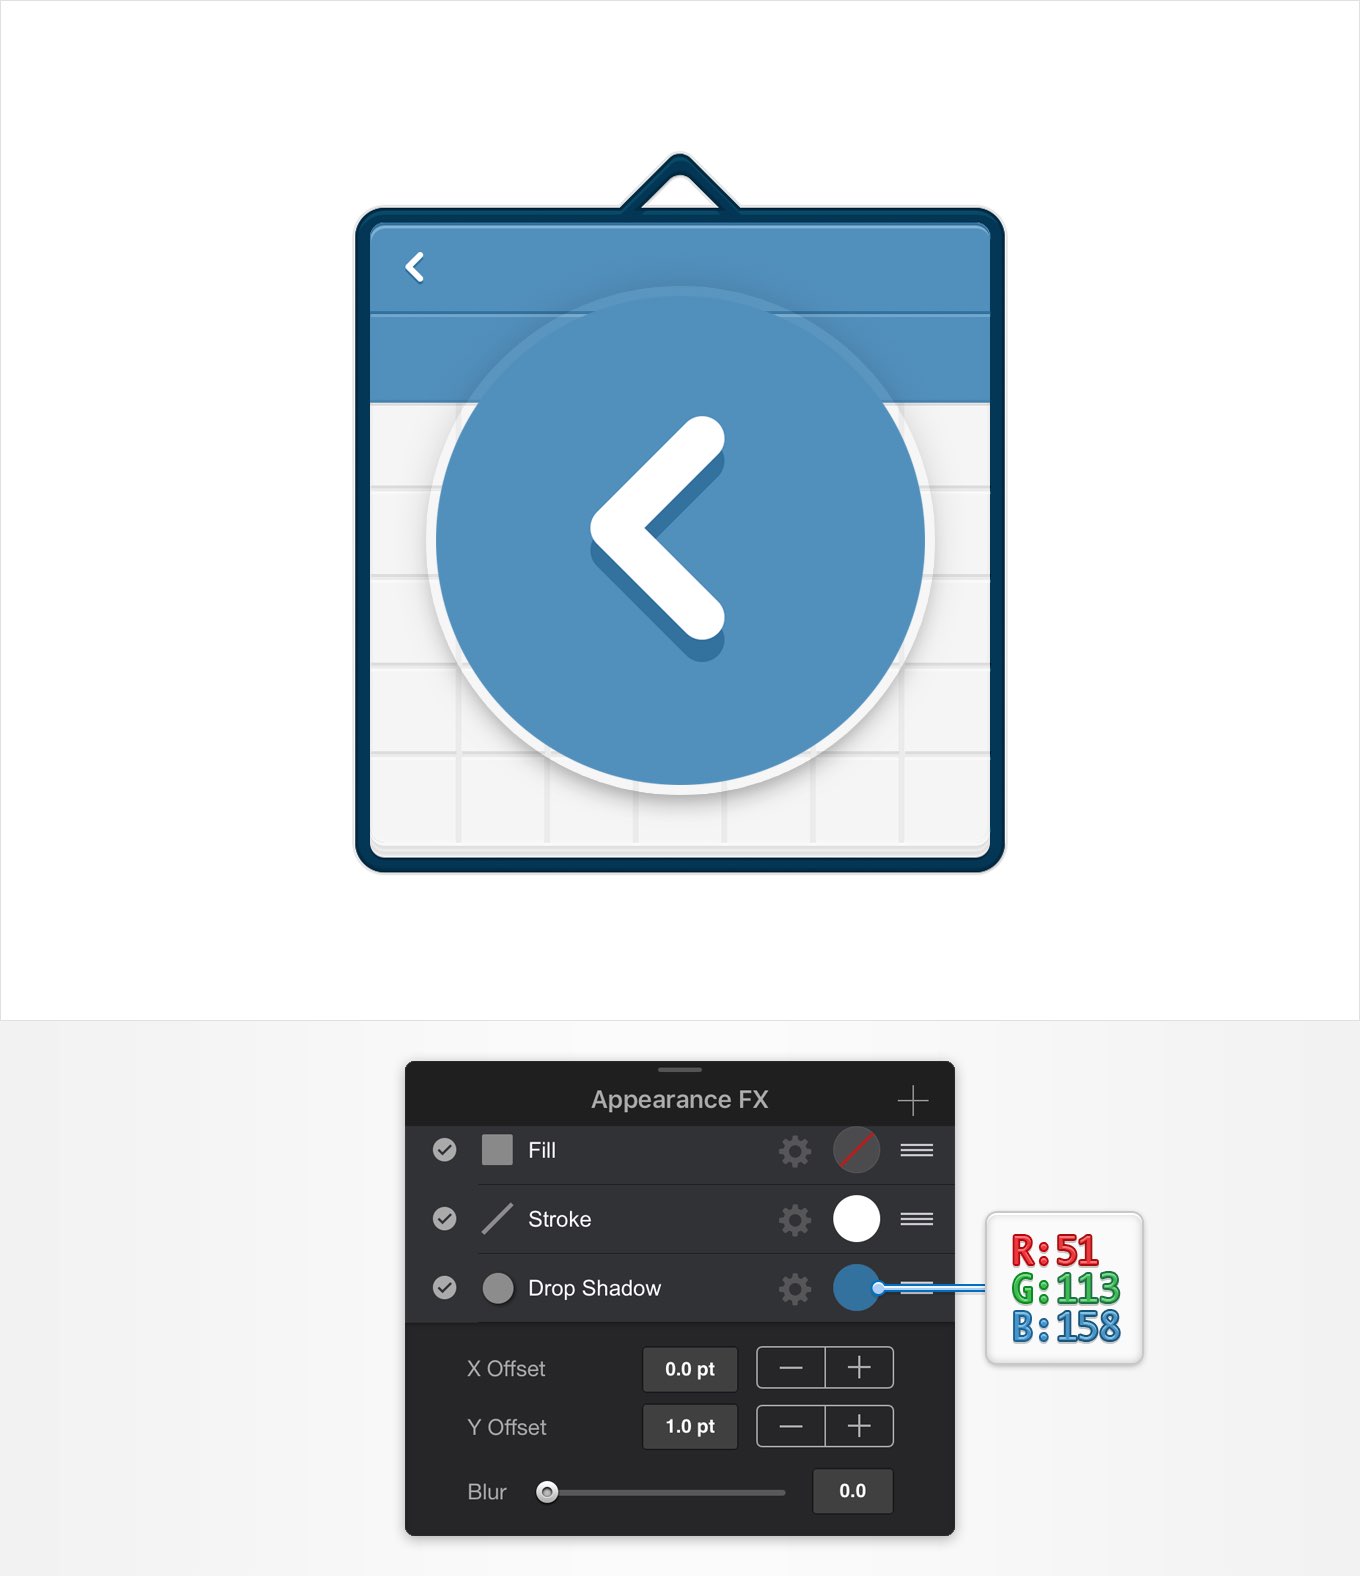 Appearance FX
Fill
Stroke
Drop Shadow
R:51
G:113
B:158
X Offset 0.0 pt
Y Offset 1.0 pt
Blur 0.0